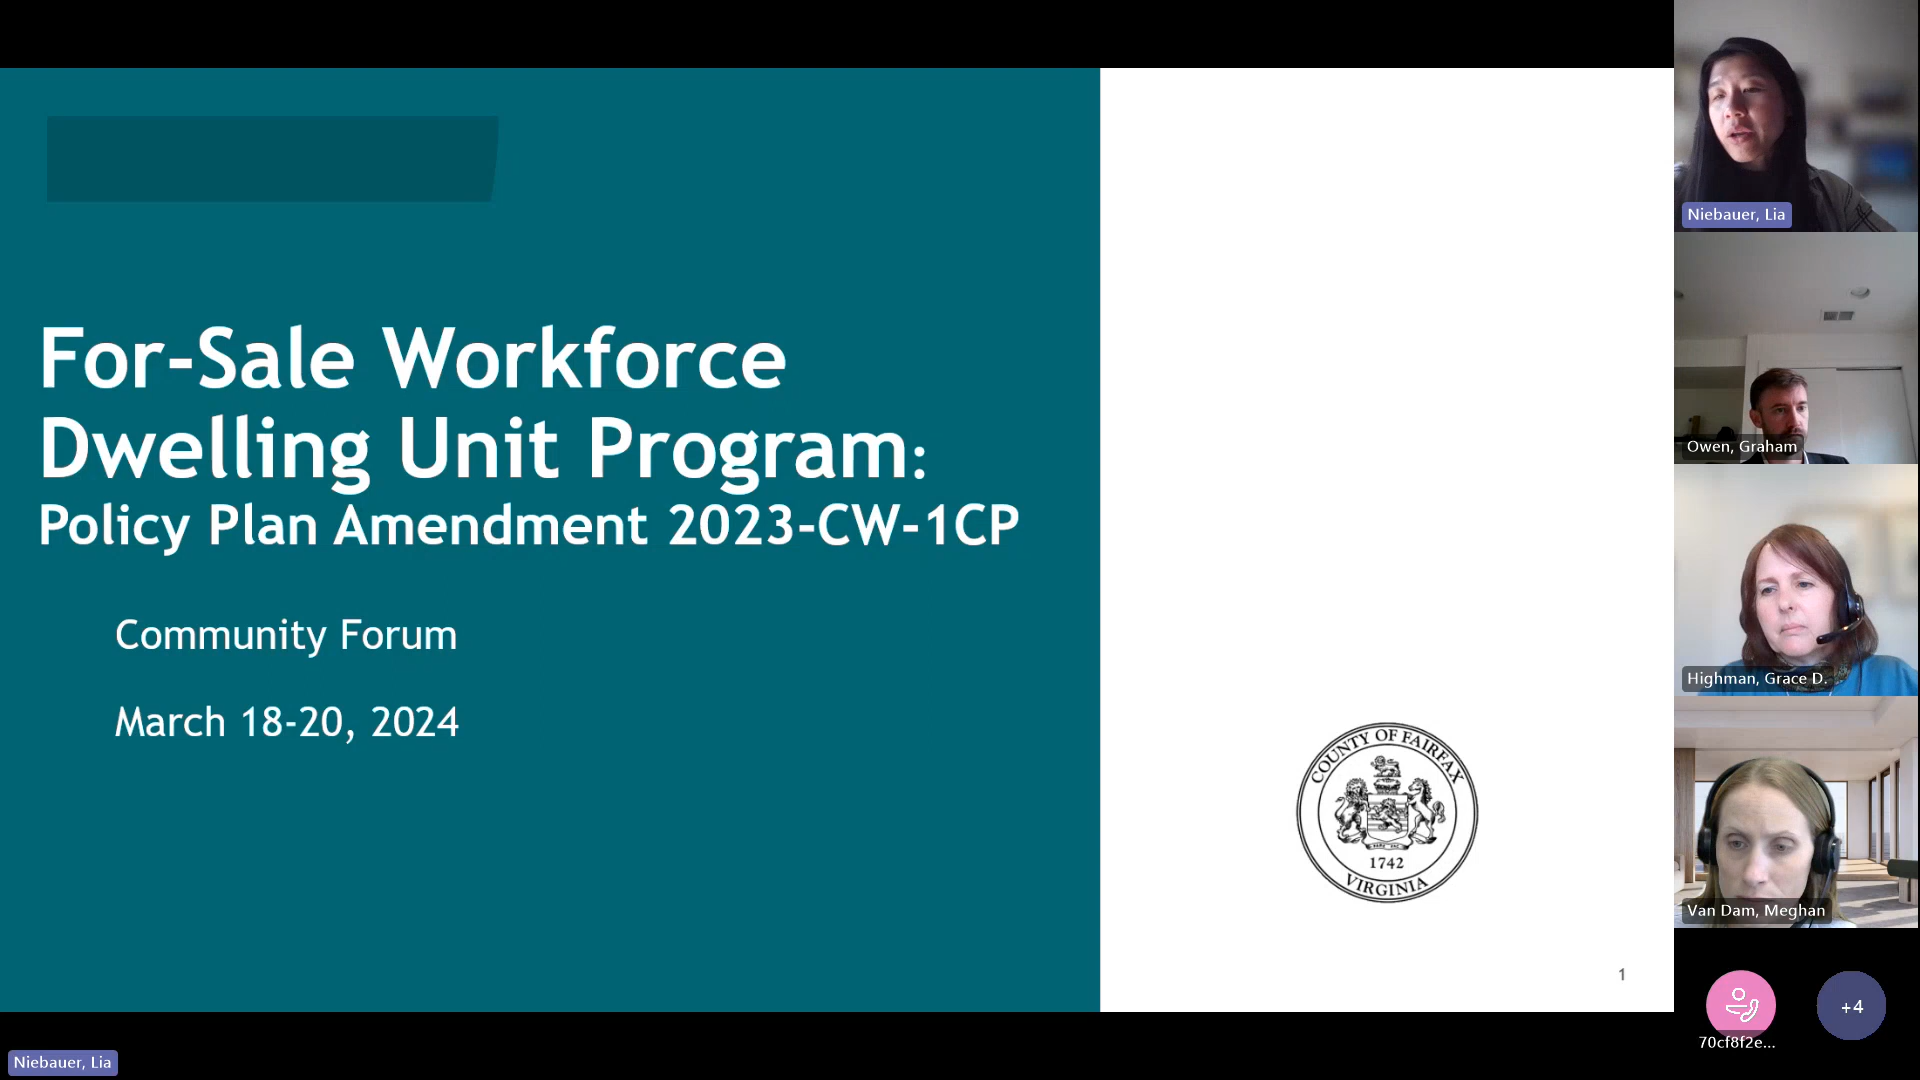 For-Sale Workforce
Dwelling Unit Program:
Policy Plan Amendment 2023-CW-1CP
Community Forum
March 18-20, 2024
COUNTY OF FAIRFAX
1742
VIRGINIA
1
Niebauer, Lia
Owen, Graham
Highman, Grace D.
Van Dam, Meghan
70cf8f2e...
+4
Niebauer, Lia